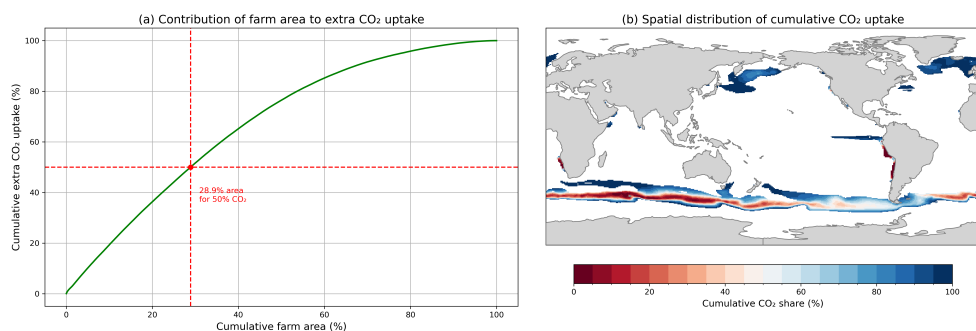 (a) Contribution of farm area to extra CO₂ uptake
Cumulative extra CO₂ uptake (%)
100
80
60
40
20
0
28.9% area
for 50% CO₂
0 20 40 60 80 100
Cumulative farm area (%)
(b) Spatial distribution of cumulative CO₂ uptake
0 20 40 60 80 100
Cumulative CO₂ share (%)